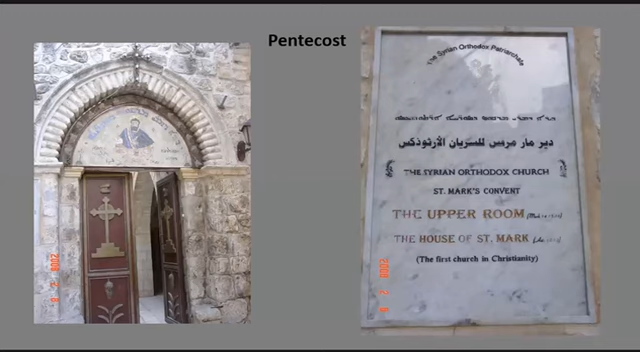 Pentecost
The Syrian Orthodox Patriarchate
دير مار مرقس للسريان الأرثوذكس
THE SYRIAN ORTHODOX CHURCH
ST. MARK'S CONVENT
THE UPPER ROOM
THE HOUSE OF ST. MARK
(The first church in Christianity)